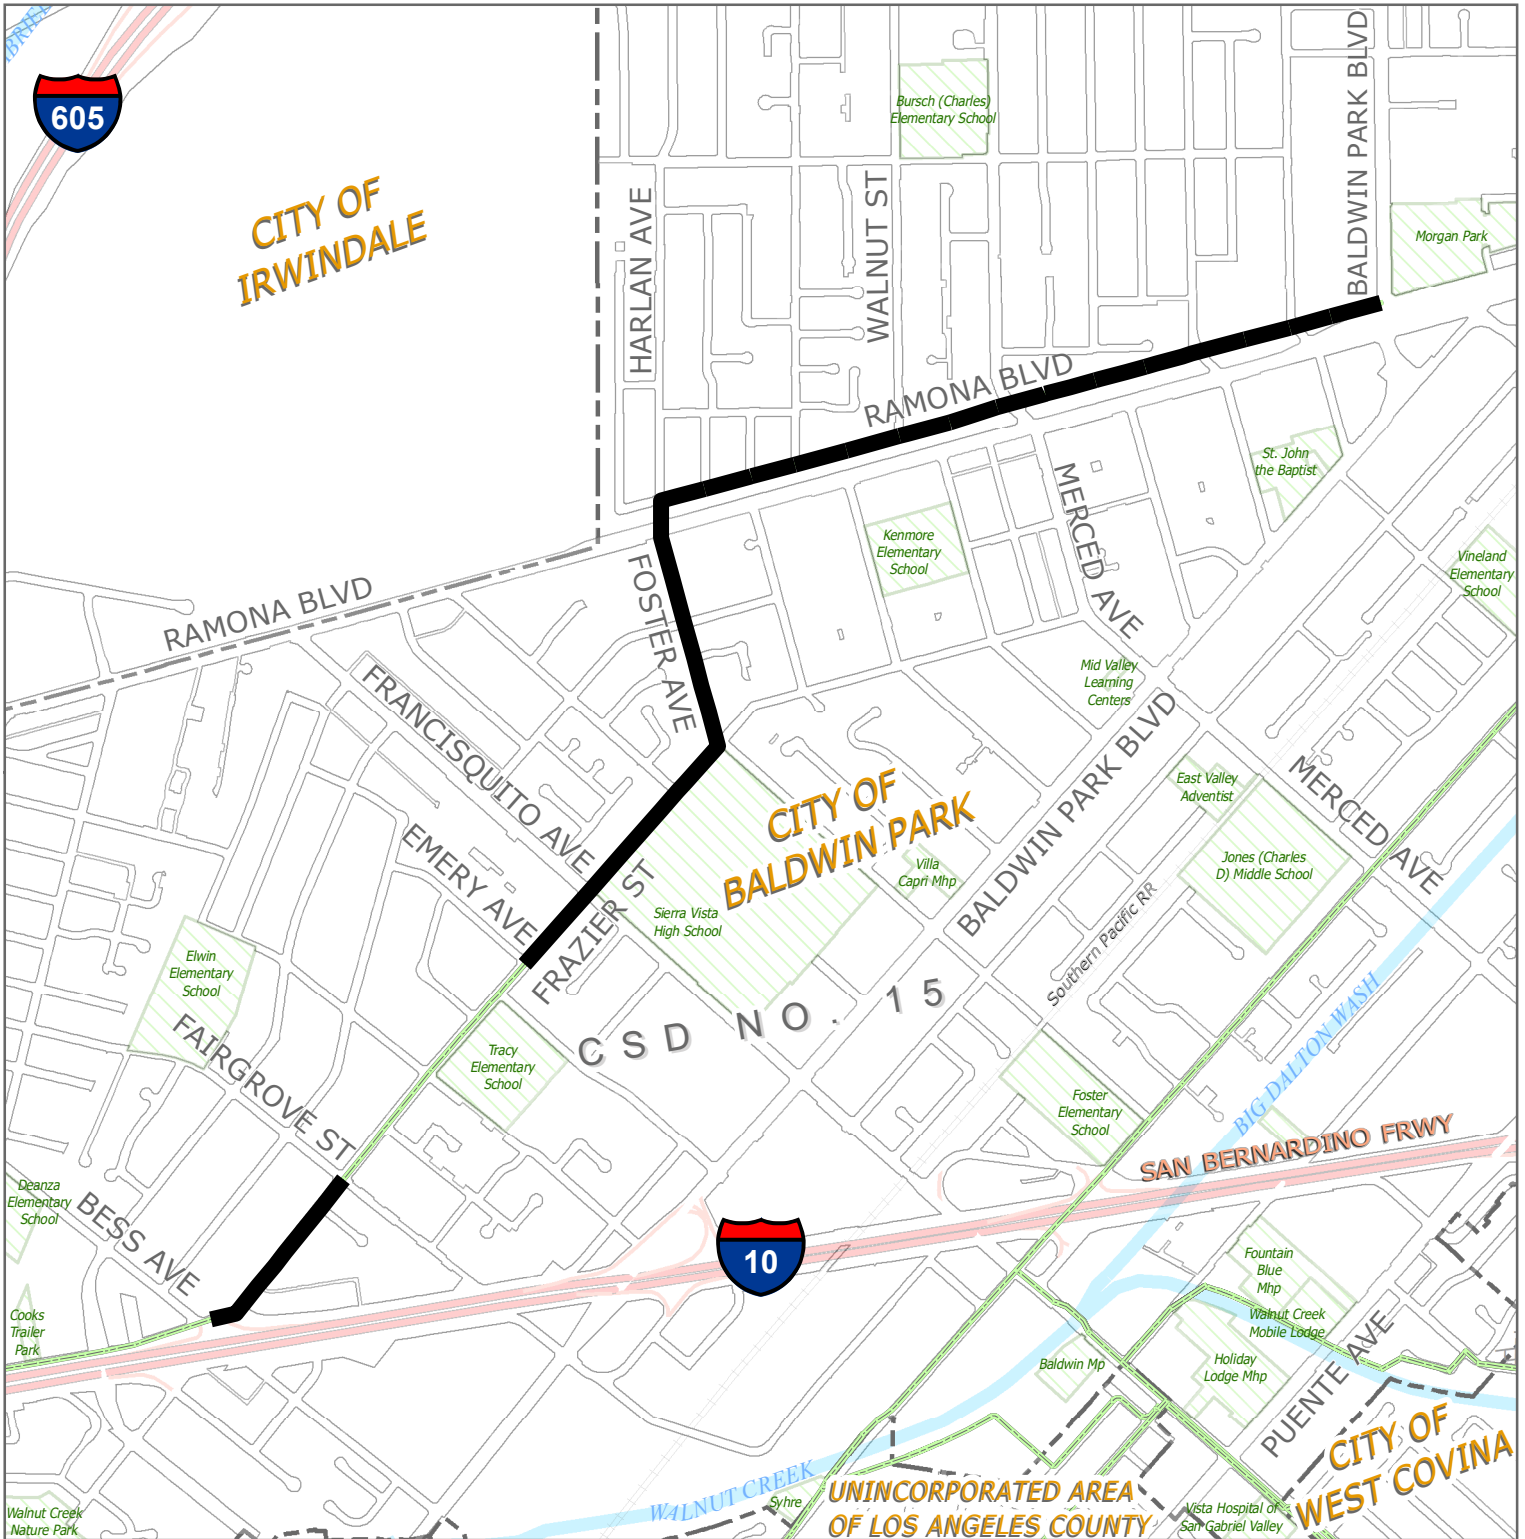 BRIEL
605
CITY OF
IRWINDALE
HARLAN AVE
WALNUT ST
Bursch (Charles)
Elementary School
BALDWIN PARK BLVD
Morgan Park
RAMONA BLVD
St. John
the Baptist
MERCED AVE
Kenmore
Elementary
School
Vineland
Elementary
School
RAMONA BLVD
FOSTER AVE
FRANCISQUITO AVE
Mid Valley
Learning
Centers
BALDWIN PARK BLVD
East Valley
Adventist
MERCED AVE
CITY OF
BALDWIN PARK
EMERY AVE
Villa
Capri Mhp
Jones (Charles
D) Middle School
FRAZIER ST
Sierra Vista
High School
Southern Pacific RR
Elwin
Elementary
School
CSD NO. 15
FAIRGROVE ST
Tracy
Elementary
School
BIG DALTON WASH
Foster
Elementary
School
SAN BERNARDINO FRWY
Deanza
Elementary
School
BESS AVE
10
Fountain
Blue
Mhp
Cooks
Trailer
Park
Walnut Creek
Mobile Lodge
Baldwin Mp
Holiday
Lodge Mhp
PUENTE AVE
CITY OF
WEST COVINA
WALNUT CREEK
Syhre
UNINCORPORATED AREA
OF LOS ANGELES COUNTY
Vista Hospital of
San Gabriel Valley
Walnut Creek
Nature Park